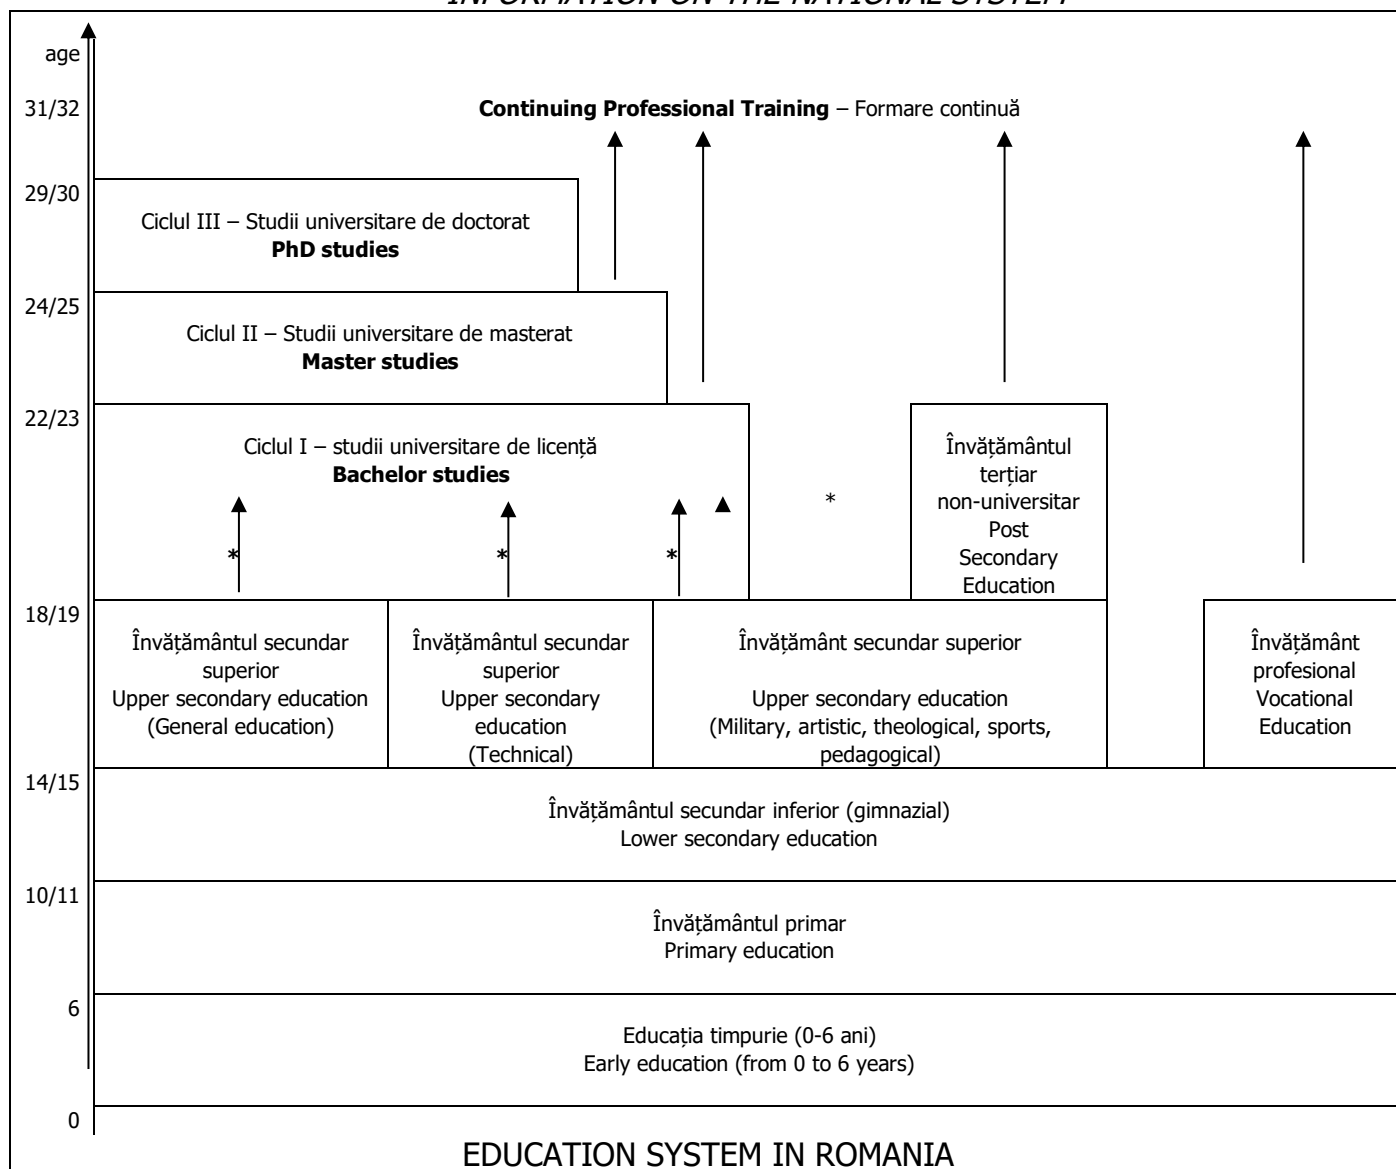 INFORMATION ON THE NATIONAL SYSTEM
age
31/32
Continuing Professional Training – Formare continuă
29/30
Ciclul III – Studii universitare de doctorat
PhD studies
24/25
Ciclul II – Studii universitare de masterat
Master studies
22/23
Ciclul I – studii universitare de licență
Bachelor studies
*
*
*
*
Învățământul
terțiar
non-universitar
Post
Secondary
Education
18/19
Învățământul secundar
superior
Upper secondary education
(General education)
Învățământul secundar
superior
Upper secondary
education
(Technical)
Învățământ secundar superior
Upper secondary education
(Military, artistic, theological, sports,
pedagogical)
Învățământ
profesional
Vocational
Education
14/15
Învățământul secundar inferior (gimnazial)
Lower secondary education
10/11
Învățământul primar
Primary education
6
Educația timpurie (0-6 ani)
Early education (from 0 to 6 years)
0
EDUCATION SYSTEM IN ROMANIA